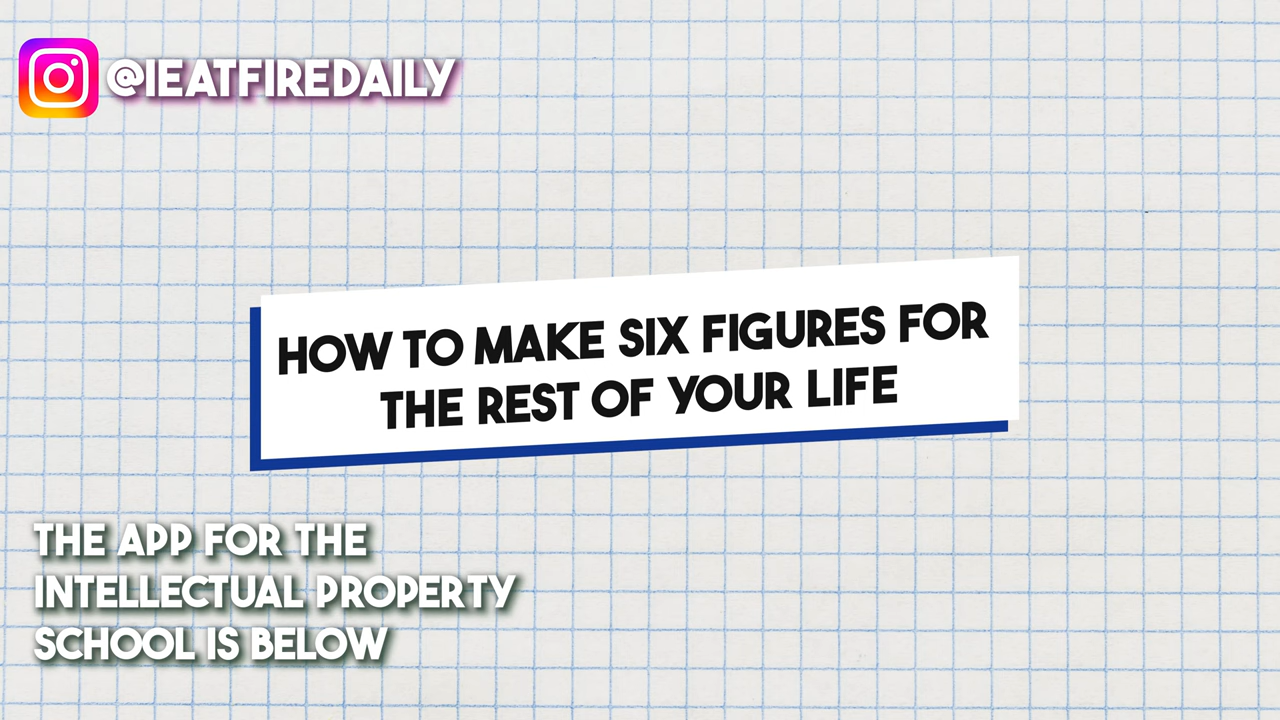 @IEATFIREDAILY
HOW TO MAKE SIX FIGURES FOR
THE REST OF YOUR LIFE
THE APP FOR THE
INTELLECTUAL PROPERTY
SCHOOL IS BELOW